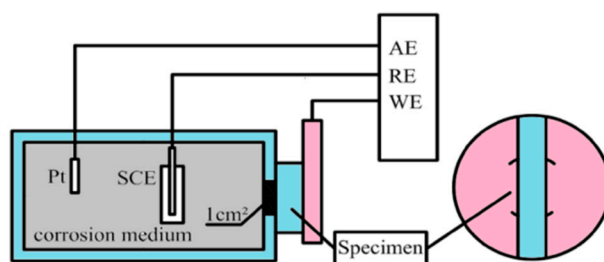 AE
RE
WE
Pt
SCE
1cm²
corrosion medium
Specimen